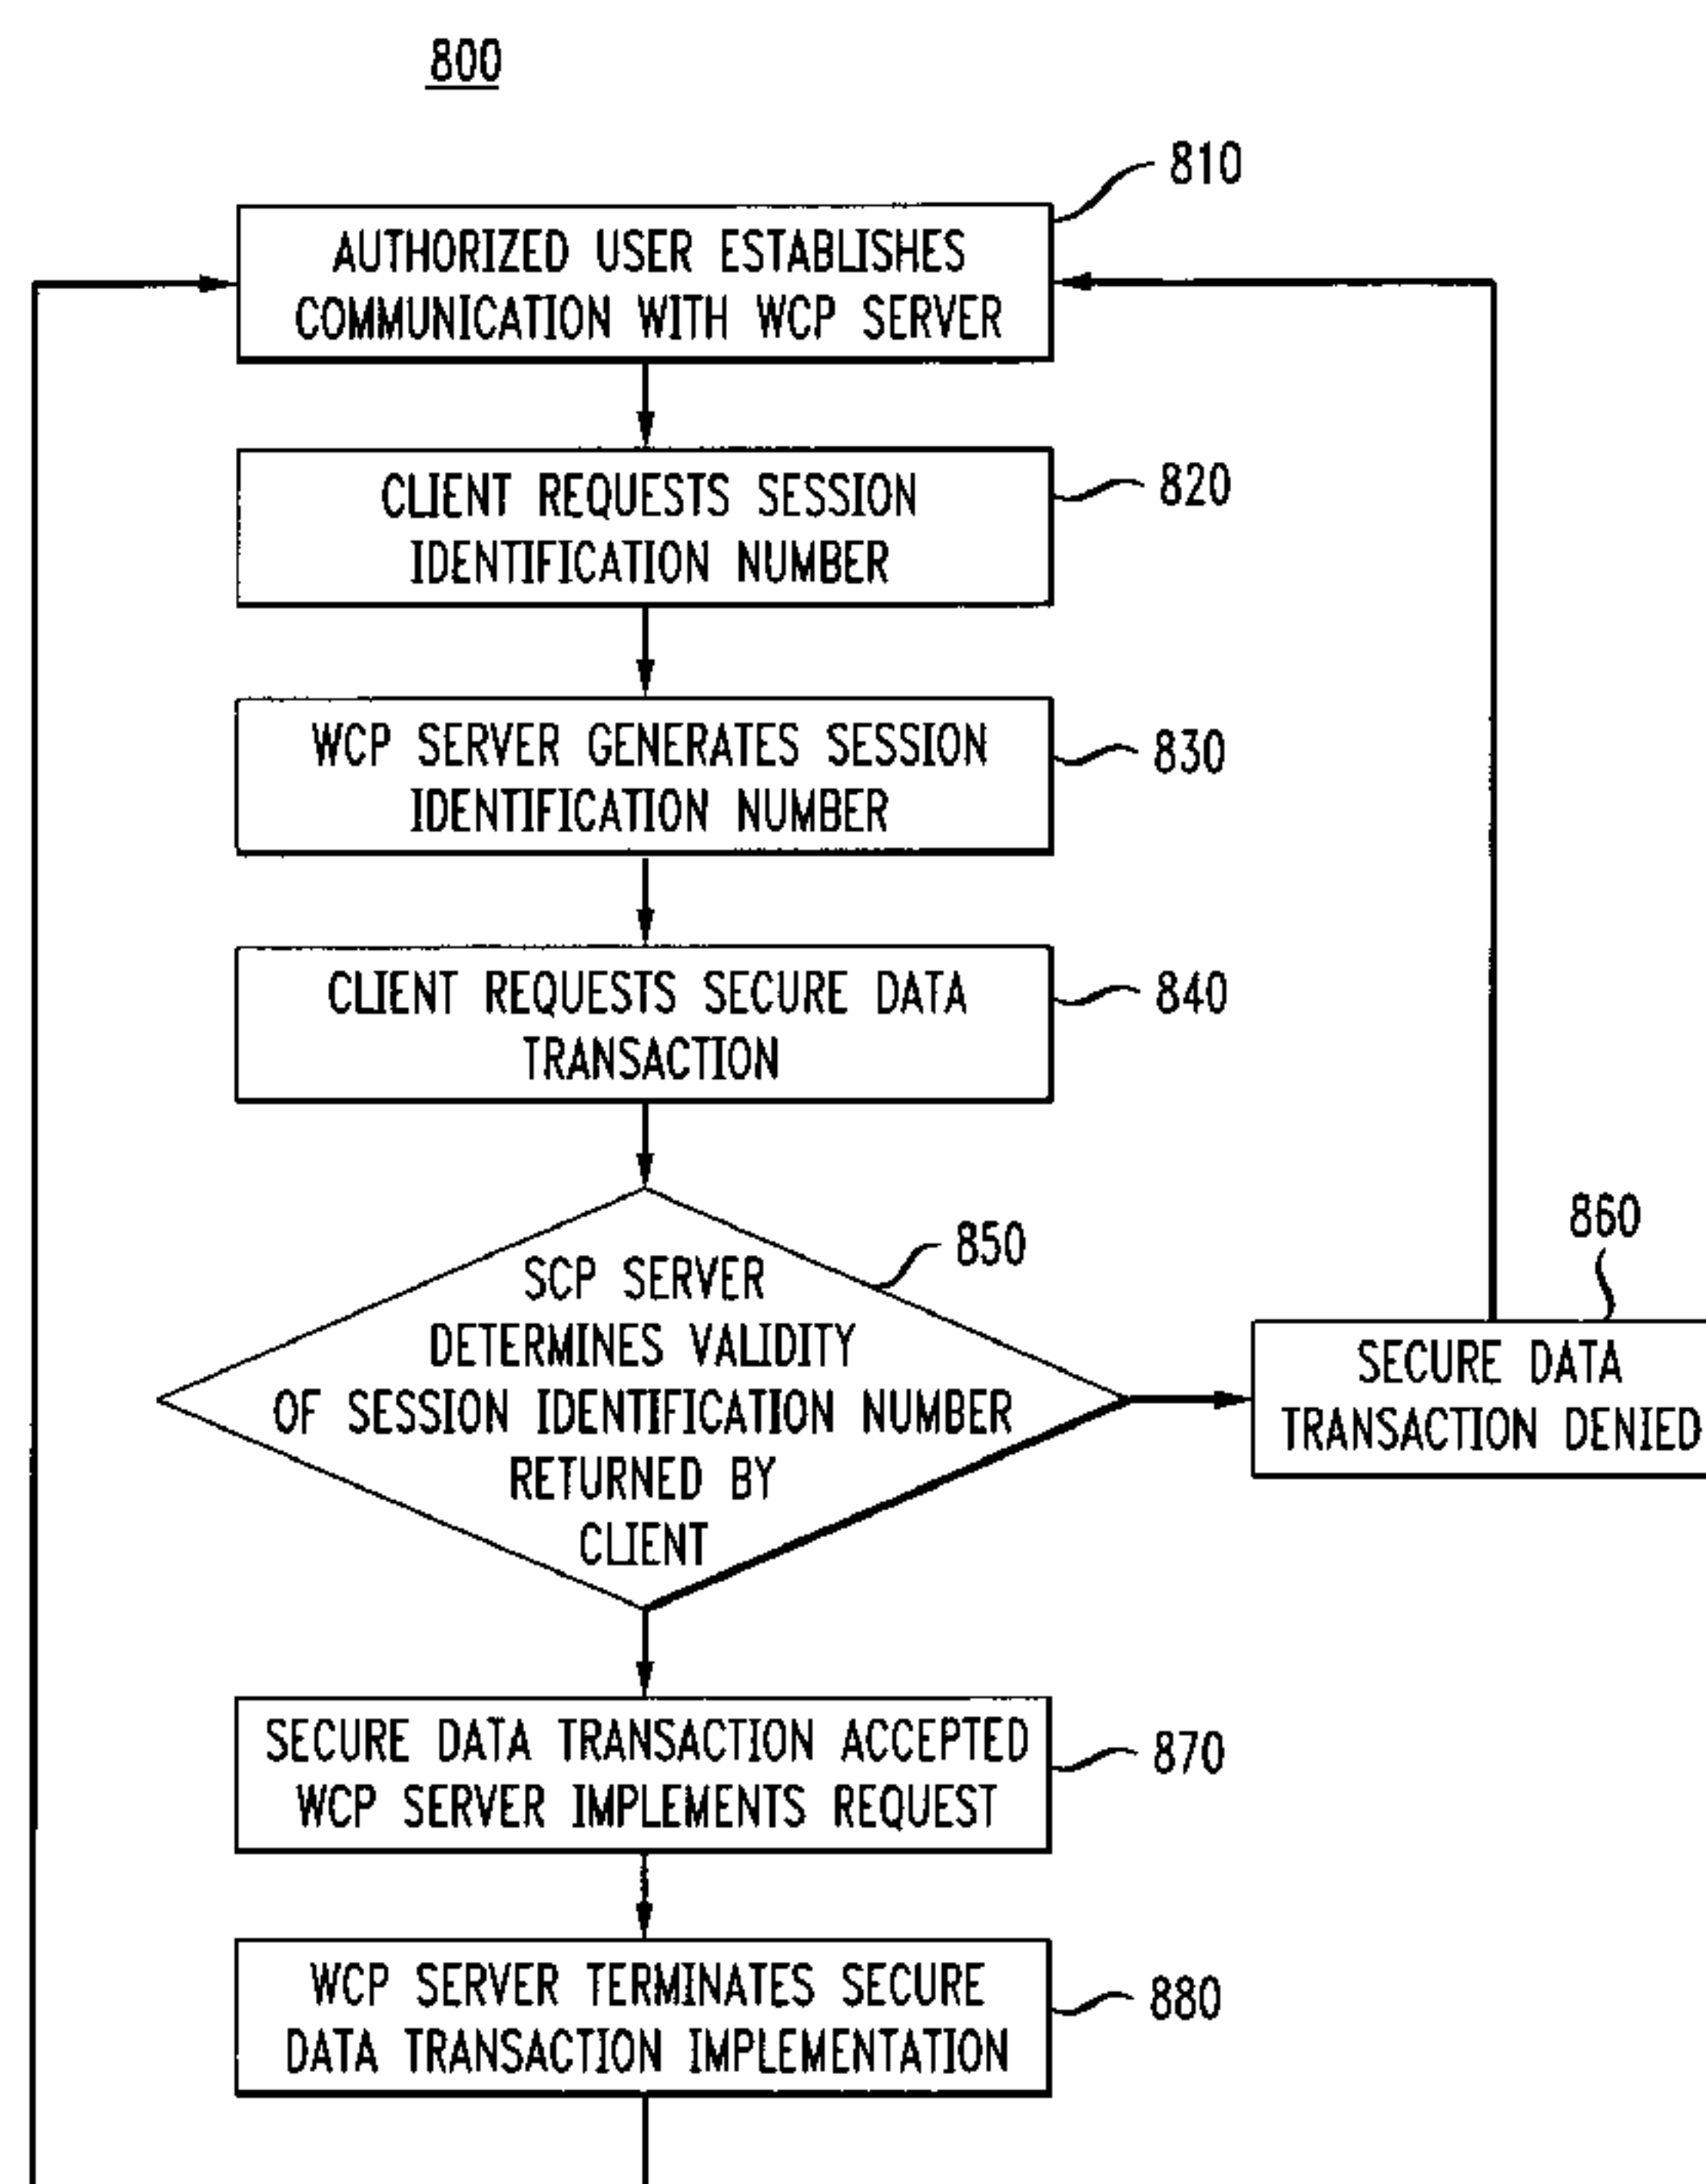 800
810
AUTHORIZED USER ESTABLISHES
COMMUNICATION WITH WCP SERVER
820
CLIENT REQUESTS SESSION
IDENTIFICATION NUMBER
830
WCP SERVER GENERATES SESSION
IDENTIFICATION NUMBER
840
CLIENT REQUESTS SECURE DATA
TRANSACTION
850
SCP SERVER
DETERMINES VALIDITY
OF SESSION IDENTIFICATION NUMBER
RETURNED BY
CLIENT
860
SECURE DATA
TRANSACTION DENIED
870
SECURE DATA TRANSACTION ACCEPTED
WCP SERVER IMPLEMENTS REQUEST
880
WCP SERVER TERMINATES SECURE
DATA TRANSACTION IMPLEMENTATION